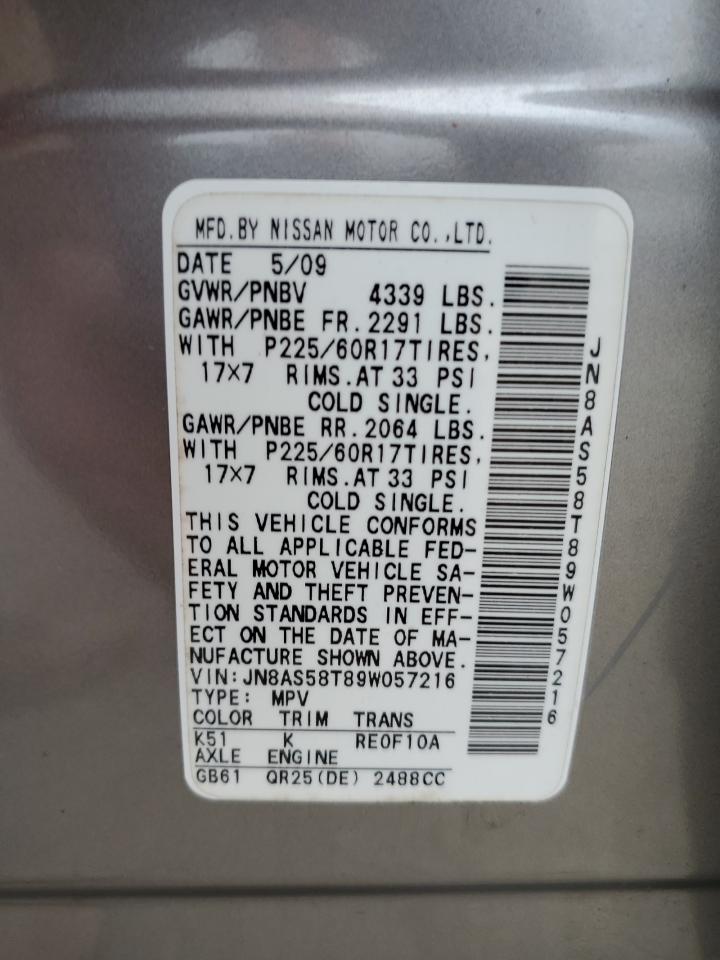 MFD.BY NISSAN MOTOR CO.,LTD.
DATE 5/09
GVWR/PNBV 4339 LBS.
GAWR/PNBE FR.2291 LBS.
WITH P225/60R17TIRES,
17×7 RIMS.AT 33 PSI
COLD SINGLE.
GAWR/PNBE RR.2064 LBS.
WITH P225/60R17TIRES,
17×7 RIMS.AT 33 PSI
COLD SINGLE.
THIS VEHICLE CONFORMS
TO ALL APPLICABLE FED-
ERAL MOTOR VEHICLE SA-
FETY AND THEFT PREVEN-
TION STANDARDS IN EFF-
ECT ON THE DATE OF MA-
NUFACTURE SHOWN ABOVE.
VIN:JN8AS58T89W057216
TYPE: MPV
COLOR TRIM TRANS
K51 K RE0F10A
AXLE ENGINE
GB61 QR25(DE) 2488CC
JN8AS58T89W057216